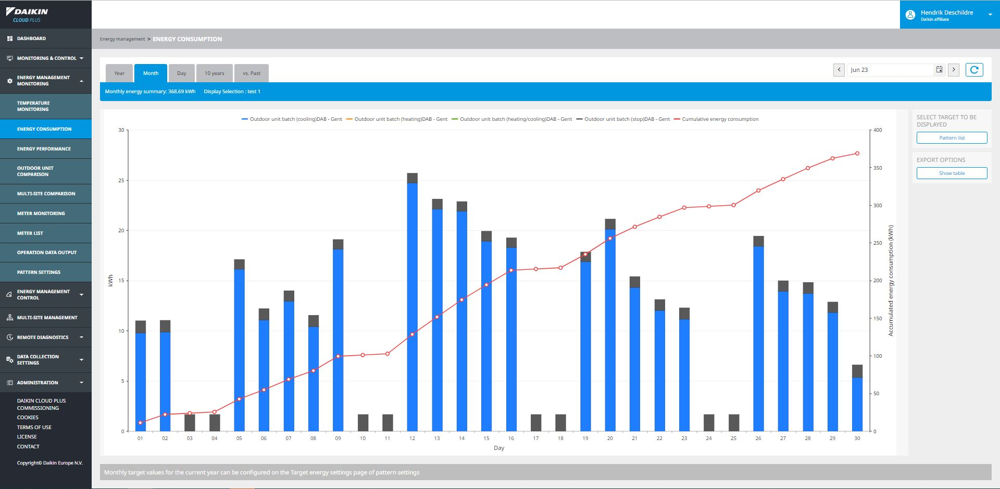 DAIKIN
CLOUD PLUS
Hendrik Deschildre
Daikin affiliate
DASHBOARD
MONITORING & CONTROL
ENERGY MANAGEMENT
MONITORING
TEMPERATURE
MONITORING
ENERGY CONSUMPTION
ENERGY PERFORMANCE
OUTDOOR UNIT
COMPARISON
MULTI-SITE COMPARISON
METER MONITORING
METER LIST
OPERATION DATA OUTPUT
PATTERN SETTINGS
ENERGY MANAGEMENT
CONTROL
MULTI-SITE MANAGEMENT
REMOTE DIAGNOSTICS
DATA COLLECTION
SETTINGS
ADMINISTRATION
DAIKIN CLOUD PLUS
COMMISSIONING
COOKIES
TERMS OF USE
LICENSE
CONTACT
Copyright© Daikin Europe N.V.
Energy management > ENERGY CONSUMPTION
Year Month Day 10 years vs. Past
Jun 23
Monthly energy summary: 368.69 kWh Display Selection : test 1
Outdoor unit batch (cooling)DAB - Gent Outdoor unit batch (heating)DAB - Gent Outdoor unit batch (heating/cooling)DAB - Gent Outdoor unit batch (stop)DAB - Gent Cumulative energy consumption
30
25
20
15
10
5
0
kWh
400
350
300
250
200
150
100
50
0
Accumulated energy consumption (kWh)
01 02 03 04 05 06 07 08 09 10 11 12 13 14 15 16 17 18 19 20 21 22 23 24 25 26 27 28 29 30
Day
SELECT TARGET TO BE
DISPLAYED
Pattern list
EXPORT OPTIONS
Show table
Monthly target values for the current year can be configured on the Target energy settings page of pattern settings